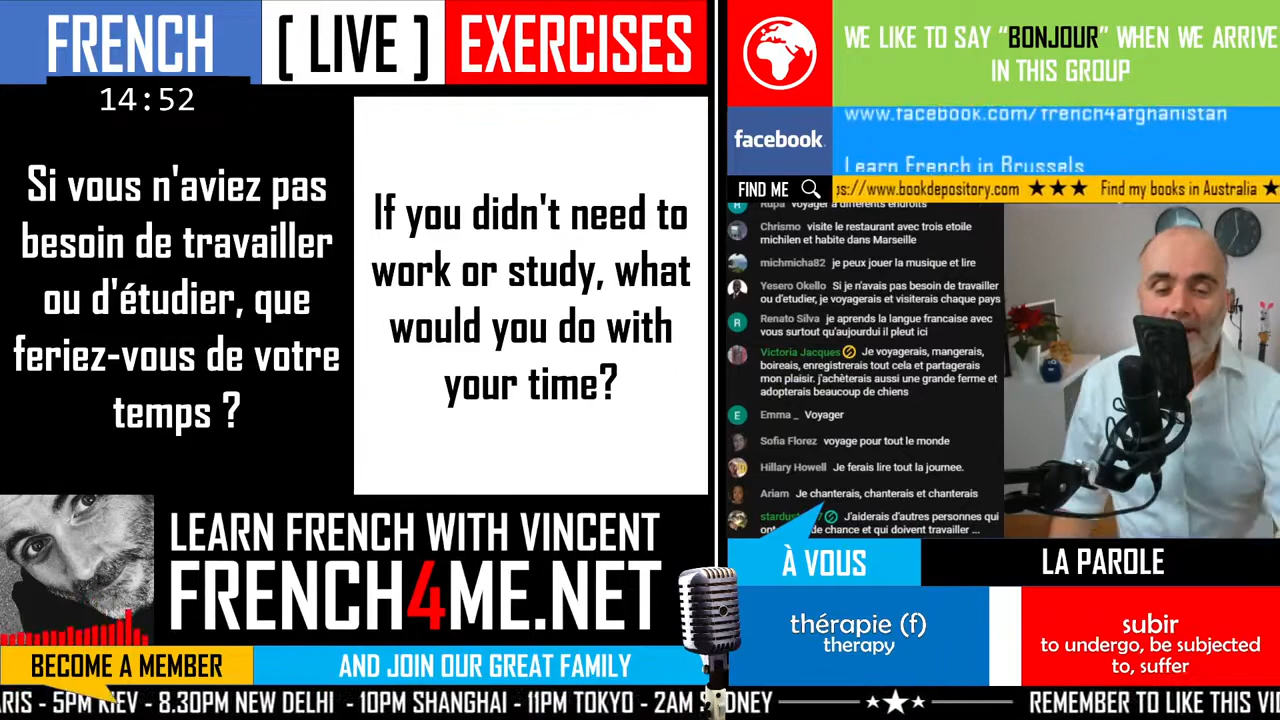 FRENCH
[ LIVE ]
EXERCISES
14:52
Si vous n'aviez pas
besoin de travailler
ou d'étudier, que
feriez-vous de votre
temps ?
If you didn't need to
work or study, what
would you do with
your time?
LEARN FRENCH WITH VINCENT
FRENCH4ME.NET
BECOME A MEMBER
AND JOIN OUR GREAT FAMILY
WE LIKE TO SAY “BONJOUR” WHEN WE ARRIVE
IN THIS GROUP
facebook.
www.facebook.com/french4afghanistan
Learn French in Brussels
FIND ME
ps://www.bookdepository.com ★★★ Find my books in Australia ★
Rupa voyager a differents endroits
Chrismo visite le restaurant avec trois etoile
michilen et habite dans Marseille
michmicha82 je peux jouer la musique et lire
Yesero Okello Si je n'avais pas besoin de travailler
ou d'etudier, je voyagerais et visiterais chaque pays
Renato Silva je aprends la langue francaise avec
vous surtout qu'aujourdui il pleut ici
Victoria Jacques Je voyagerais, mangerais,
boireais, enregistrerais tout cela et partagerais
mon plaisir. j'achèterais aussi une grande ferme et
adopterais beaucoup de chiens
Emma _ Voyager
Sofia Florez voyage pour tout le monde
Hillary Howell Je ferais lire tout la journee.
Ariam Je chanterais, chanterais et chanterais
J'aiderais d'autres personnes qui
de chance et qui doivent travailler ...
À VOUS
LA PAROLE
thérapie (f)
therapy
subir
to undergo, be subjected
to, suffer
ARIS - 5PM KIEV - 8.30PM NEW DELHI - 10PM SHANGHAI - 11PM TOKYO - 2AM SYDNEY ★ REMEMBER TO LIKE THIS